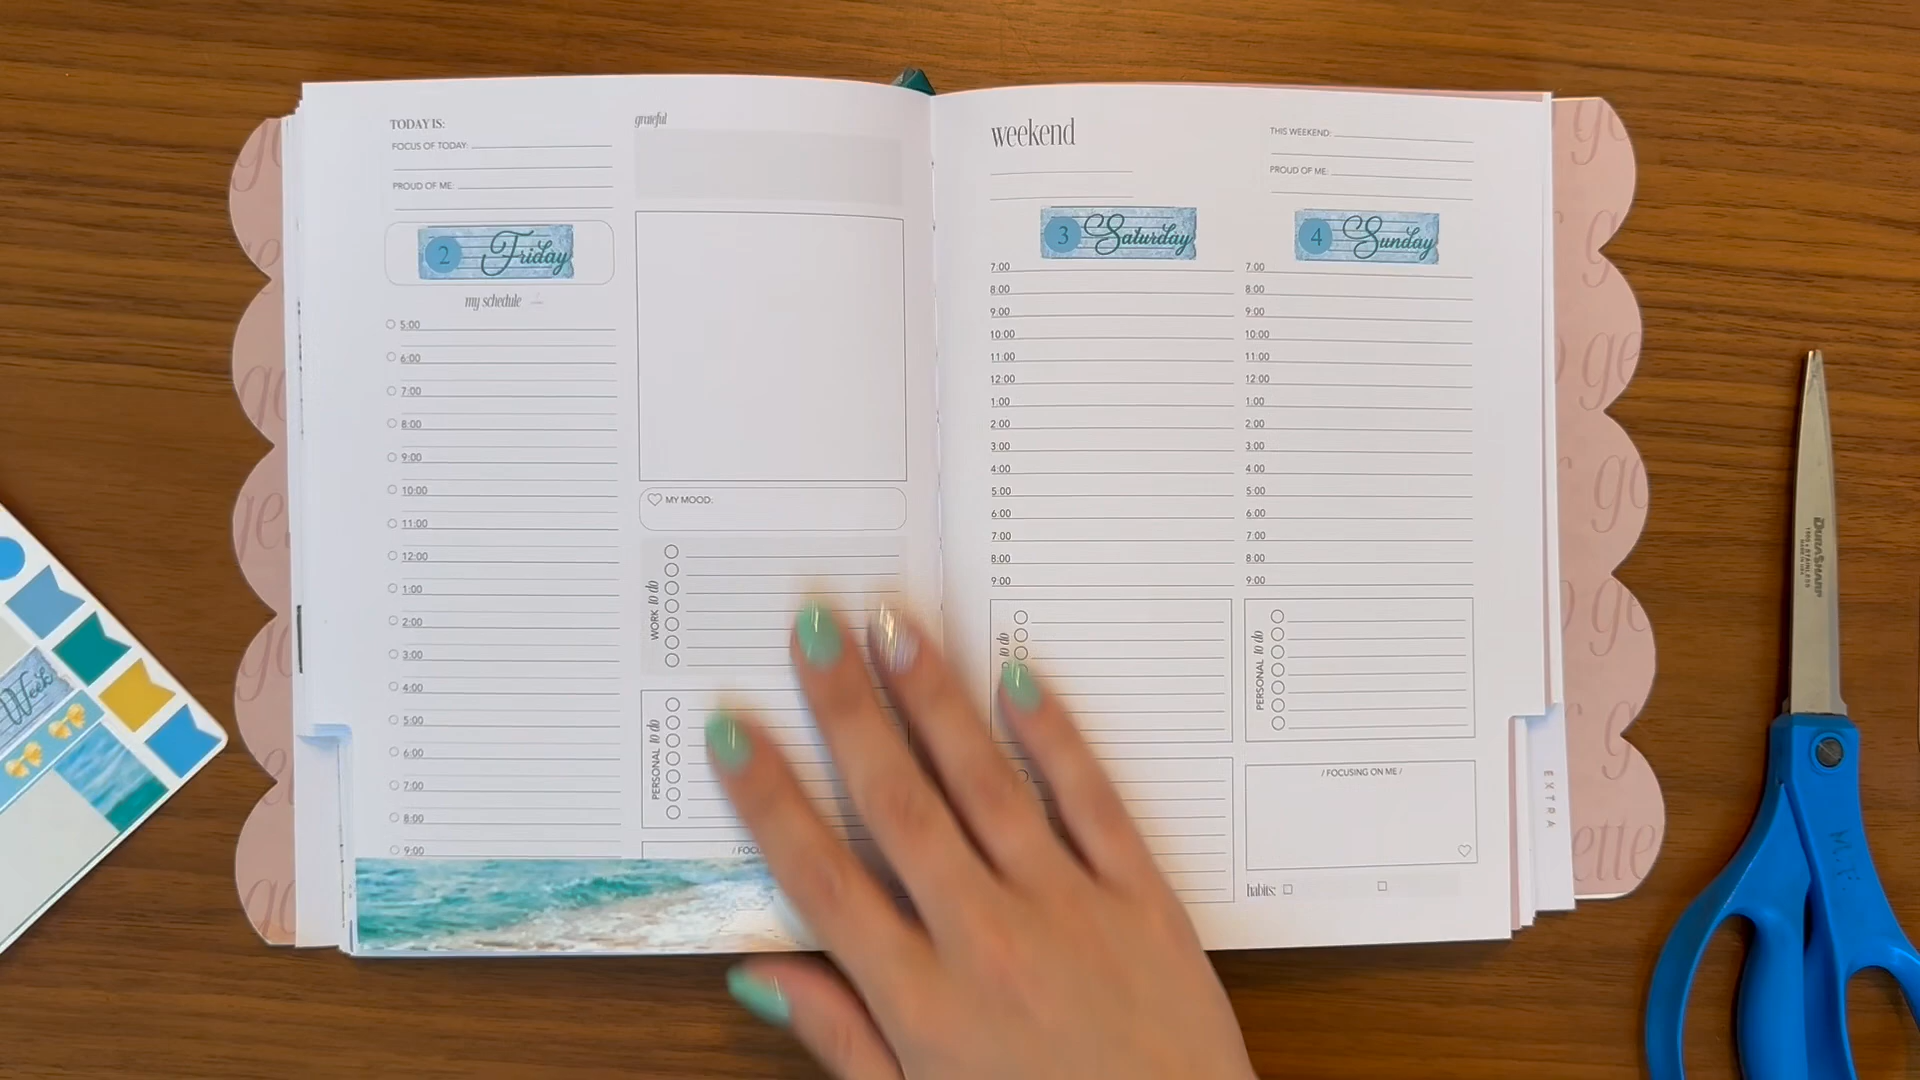 TODAY IS:
FOCUS OF TODAY:
PROUD OF ME:
2 Friday
my schedule
5:00
6:00
7:00
8:00
9:00
10:00
11:00
12:00
1:00
2:00
3:00
4:00
5:00
6:00
7:00
8:00
9:00
grateful
MY MOOD:
WORK to do
PERSONAL to do
/ FOCU
weekend
THIS WEEKEND:
PROUD OF ME:
3 Saturday
7:00
8:00
9:00
10:00
11:00
12:00
1:00
2:00
3:00
4:00
5:00
6:00
7:00
8:00
9:00
to do
4 Sunday
7:00
8:00
9:00
10:00
11:00
12:00
1:00
2:00
3:00
4:00
5:00
6:00
7:00
8:00
9:00
PERSONAL to do
/ FOCUSING ON ME /
habits:
EXTRA
Week
DURASHARP
M.F.